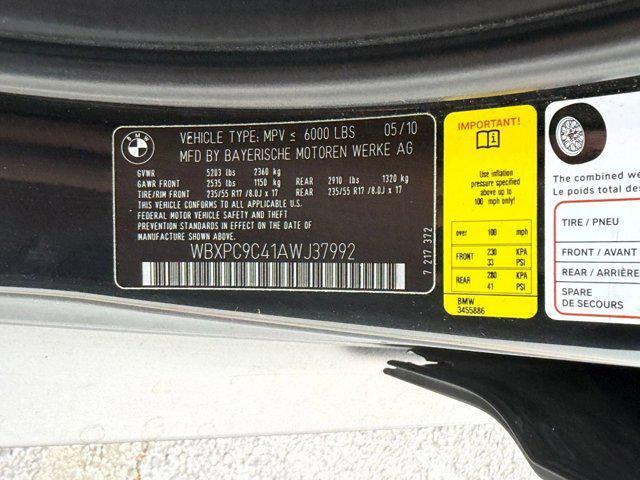 BMW
VEHICLE TYPE: MPV ≤ 6000 LBS 05/10
MFD BY BAYERISCHE MOTOREN WERKE AG
GVWR 5203 lbs 2360 kg
GAWR FRONT 2535 lbs 1150 kg REAR 2910 lbs 1320 kg
TIRE/RIM FRONT 235/55 R17 /8.0J x 17 REAR 235/55 R17 /8.0J x 17
THIS VEHICLE CONFORMS TO ALL APPLICABLE U.S.
FEDERAL MOTOR VEHICLE SAFETY, BUMPER, AND
THEFT PREVENTION STANDARDS IN EFFECT ON THE DATE
OF MANUFACTURE SHOWN ABOVE.
WBXPC9C41AWJ37992
7 217 372
IMPORTANT!
Use inflation
pressure specified
above up to
100 mph only!
over 100 mph
FRONT 230 KPA
33 PSI
REAR 280 KPA
41 PSI
BMW
3455886
The combined we
Le poids total des
TIRE / PNEU
FRONT / AVANT
REAR / ARRIÈRE
SPARE
DE SECOURS